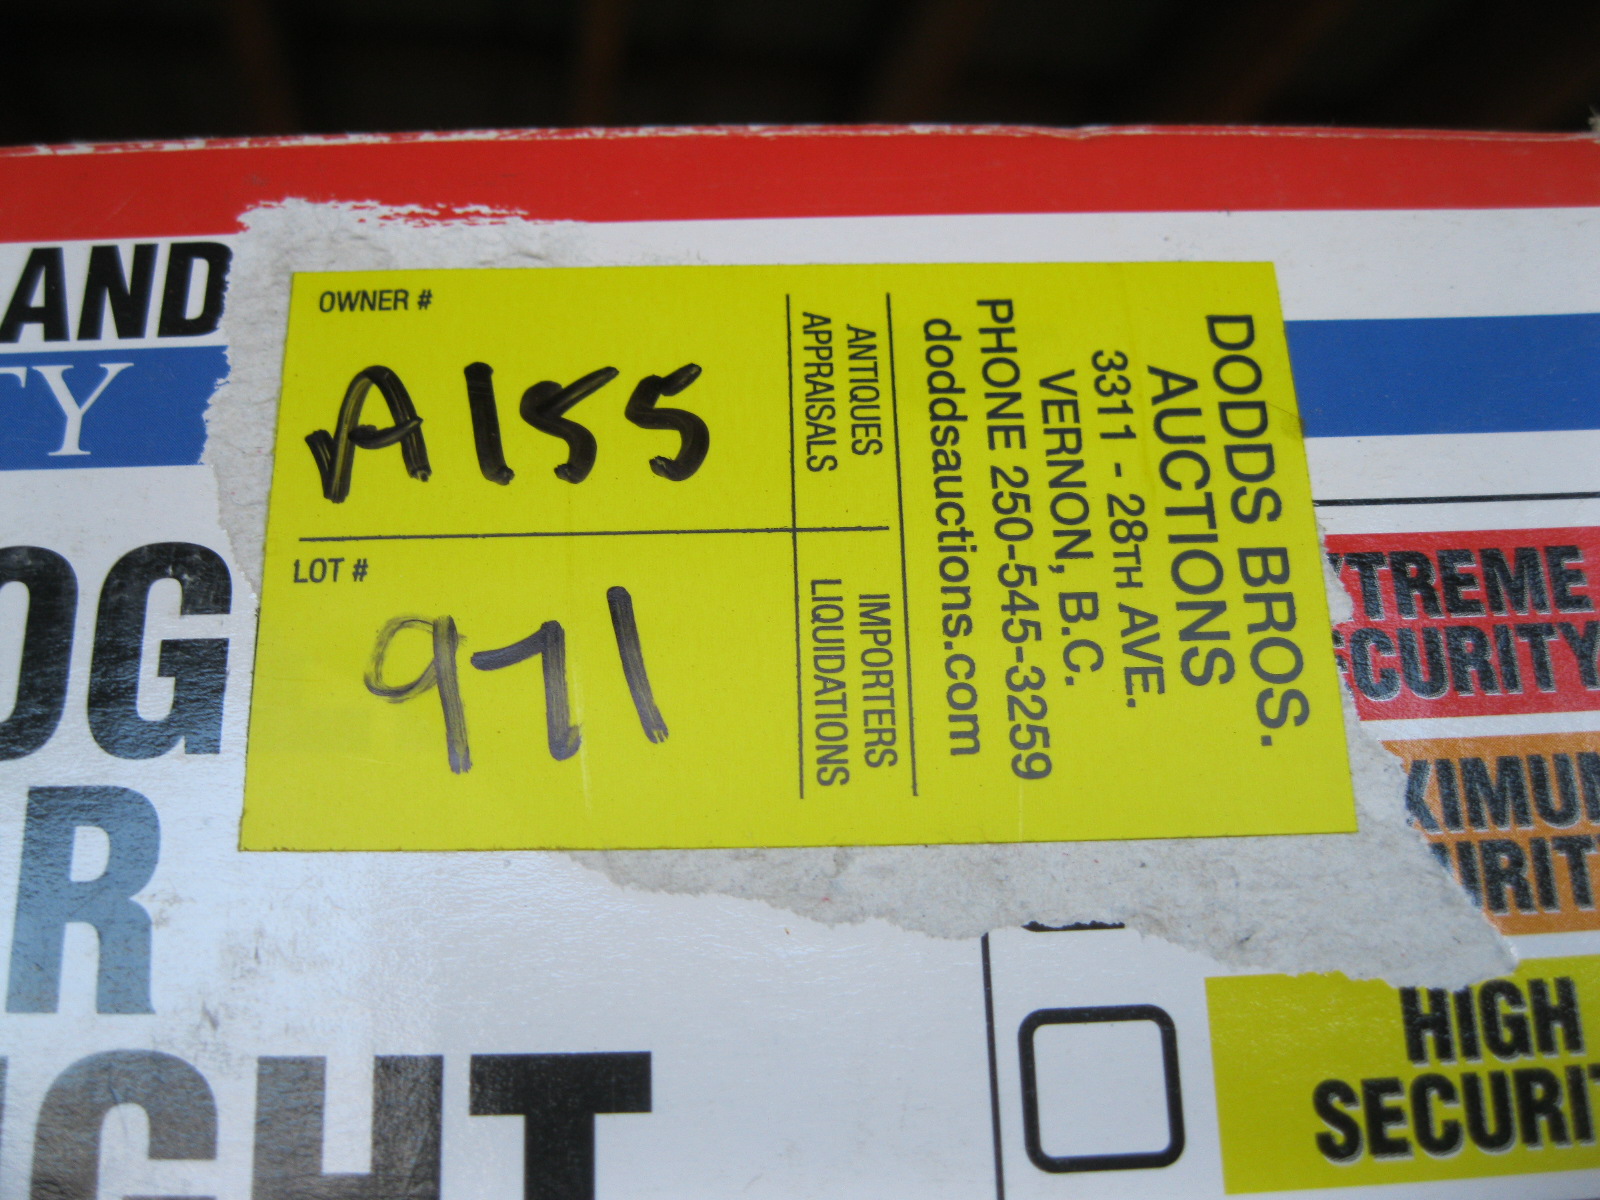 AND
TY
OG
R
GHT
OWNER #
A155
LOT #
971
ANTIQUES
APPRAISALS
IMPORTERS
LIQUIDATIONS
DODDS BROS.
AUCTIONS
3311 - 28TH AVE.
VERNON, B.C.
PHONE 250-545-3259
doddsauctions.com
XTREME
ECURITY
XIMUM
URIT
HIGH
SECURIT